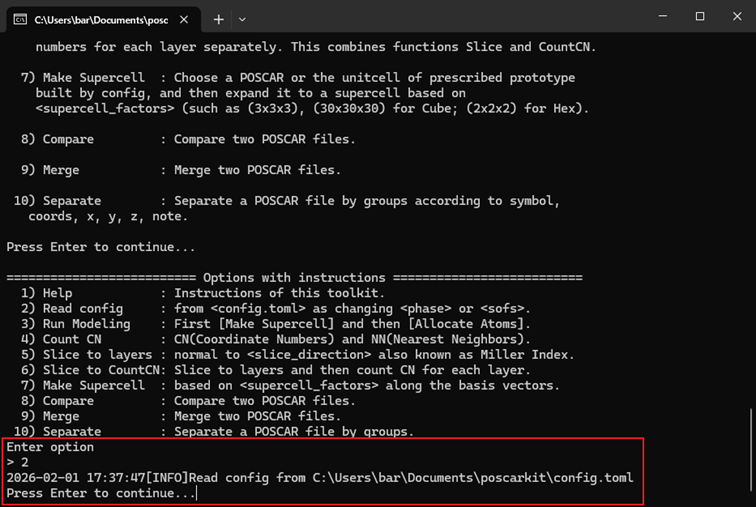 C:\Users\bar\Documents\posc
numbers for each layer separately. This combines functions Slice and CountCN.
7) Make Supercell : Choose a POSCAR or the unitcell of prescribed prototype
built by config, and then expand it to a supercell based on
<supercell_factors> (such as (3x3x3), (30x30x30) for Cube; (2x2x2) for Hex).
8) Compare : Compare two POSCAR files.
9) Merge : Merge two POSCAR files.
10) Separate : Separate a POSCAR file by groups according to symbol,
coords, x, y, z, note.
Press Enter to continue...
========================== Options with instructions ==========================
1) Help : Instructions of this toolkit.
2) Read config : from <config.toml> as changing <phase> or <sofs>.
3) Run Modeling : First [Make Supercell] and then [Allocate Atoms].
4) Count CN : CN(Coordinate Numbers) and NN(Nearest Neighbors).
5) Slice to layers : normal to <slice_direction> also known as Miller Index.
6) Slice to CountCN: Slice to layers and then count CN for each layer.
7) Make Supercell : based on <supercell_factors> along the basis vectors.
8) Compare : Compare two POSCAR files.
9) Merge : Merge two POSCAR files.
10) Separate : Separate a POSCAR file by groups.
Enter option
> 2
2026-02-01 17:37:47[INFO]Read config from C:\Users\bar\Documents\poscarkit\config.toml
Press Enter to continue...